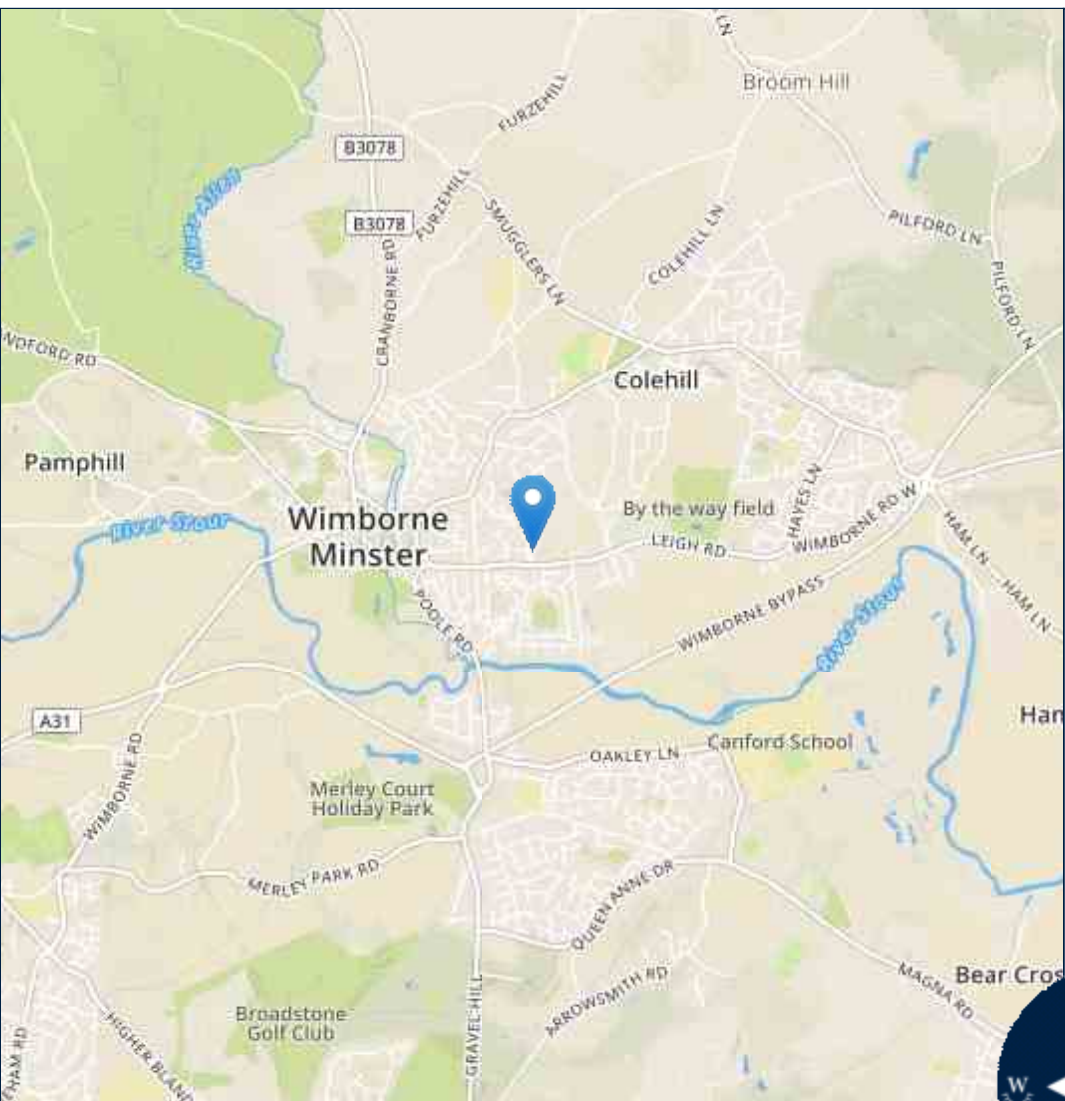 LN
Broom Hill
FURZEHILL
B3078
River Allen
FURZEHILL
B3078
SMUGGLERS LN
COLEHILL LN
PILFORD LN
PILFORD LN
CRANBORNE RD
NDFORD RD
Colehill
Pamphill
River Stour
Wimborne
Minster
By the way field
HAYES LN
WIMBORNE RD W
LEIGH RD
HAM LN
HAM LN
POOLE RD
WIMBORNE BYPASS
River Stour
A31
Han
Canford School
OAKLEY LN
WIMBORNE RD
Merley Court
Holiday Park
MERLEY PARK RD
QUEEN ANNE DR
Bear Cros
MAGNA RD
ARROWSMITH RD
GRAVEL HILL
Broadstone
Golf Club
HIGHER BLAND
HAM RD
W